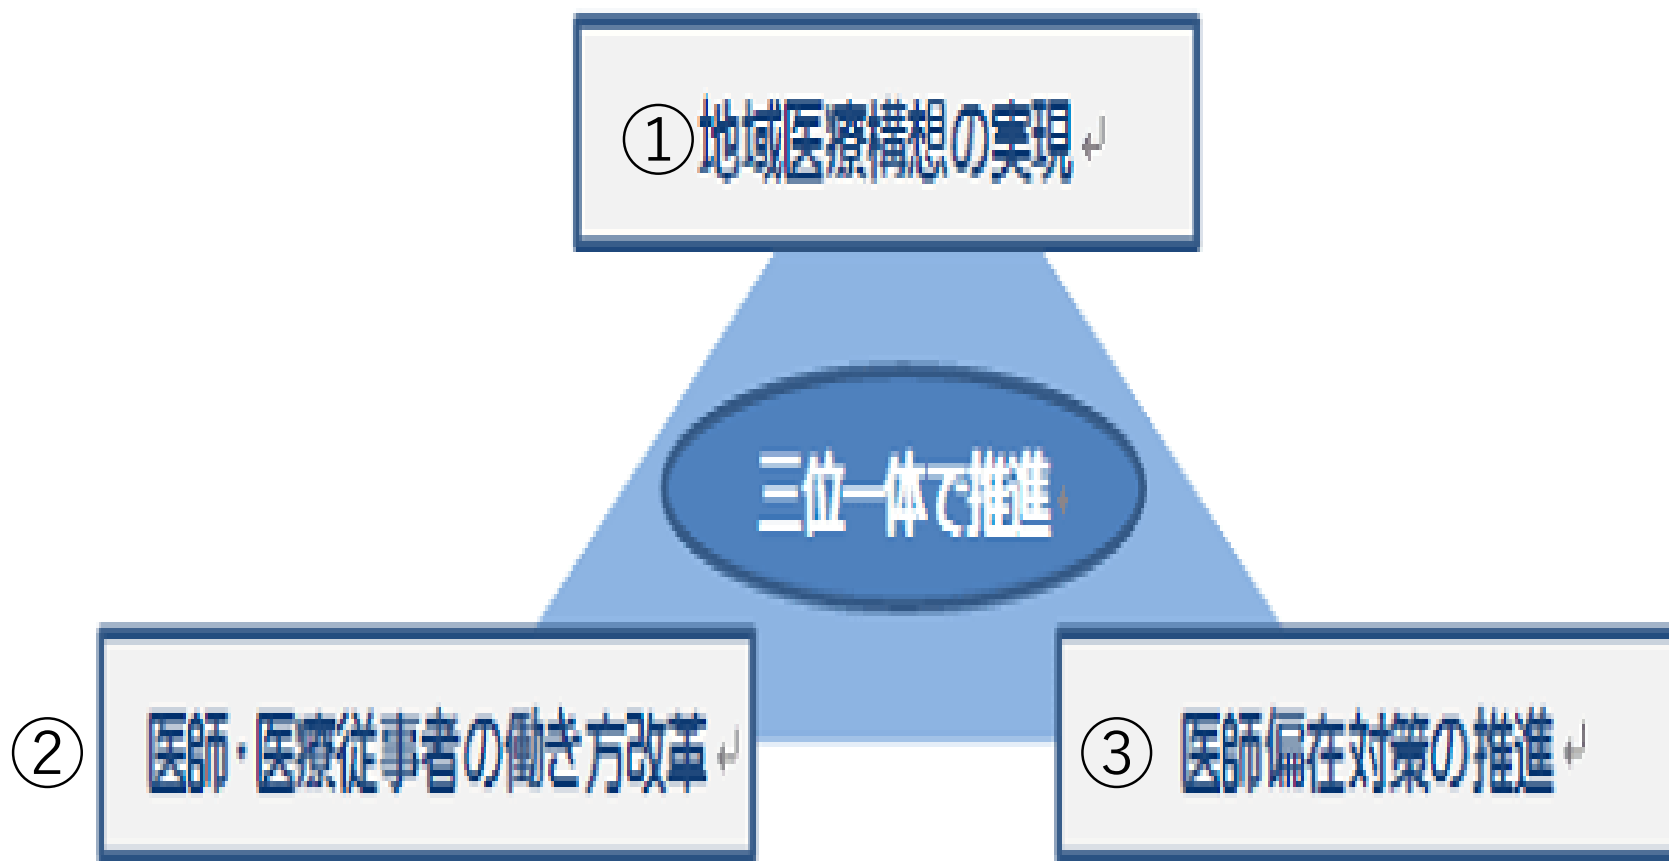 ①地域医療構想の実現
三位一体で推進
② 医師・医療従事者の働き方改革
③ 医師偏在対策の推進